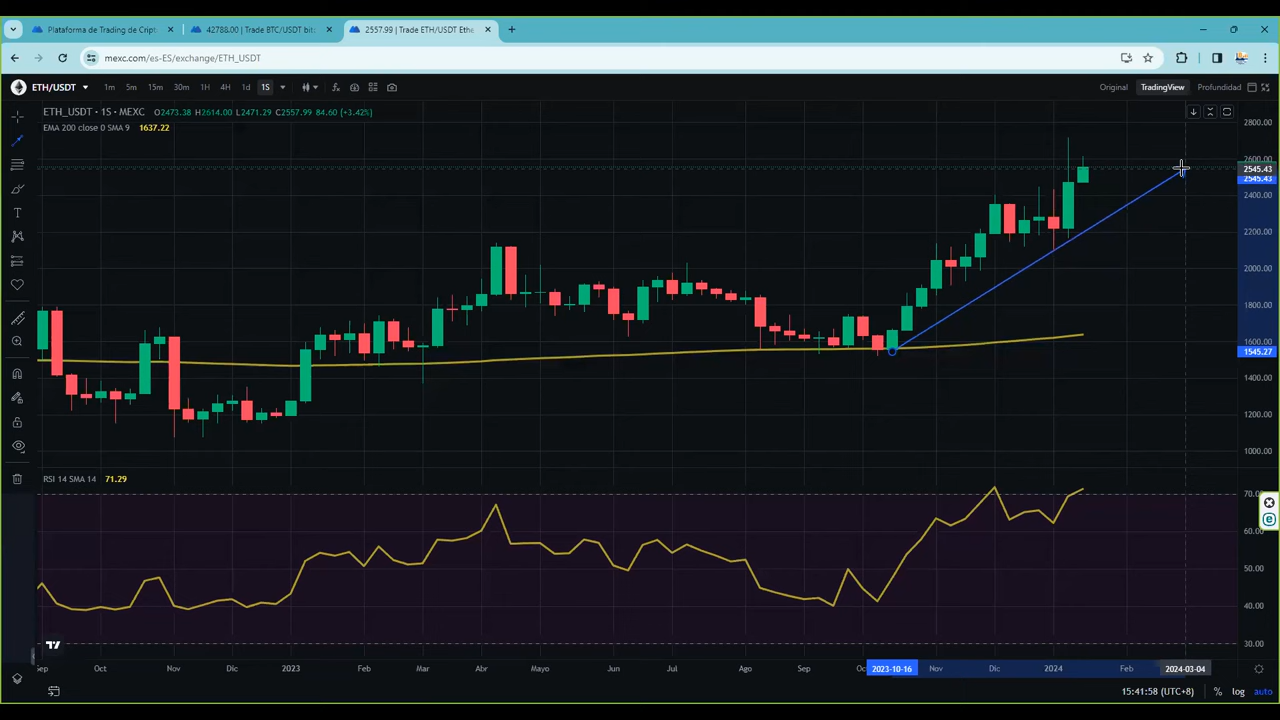 Plataforma de Trading de Cript
42788.00 | Trade BTC/USDT bit
2557.99 | Trade ETH/USDT Ethe
mexc.com/es-ES/exchange/ETH_USDT
ETH/USDT 1m 5m 15m 30m 1H 4H 1d 1S Original TradingView Profundidad
ETH_USDT · 1S · MEXC O2473.38 H2614.00 L2471.29 C2557.99 84.60 (+3.42%)
EMA 200 close 0 SMA 9 1637.22
2800.00
2600.00
2545.43
2545.43
2400.00
2200.00
2000.00
1800.00
1600.00
1545.27
1400.00
1200.00
1000.00
RSI 14 SMA 14 71.29
70.00
60.00
50.00
40.00
30.00
Sep Oct Nov Dic 2023 Feb Mar Abr Mayo Jun Jul Ago Sep Oc 2023-10-16 Nov Dic 2024 Feb 2024-03-04
15:41:58 (UTC+8) % log auto